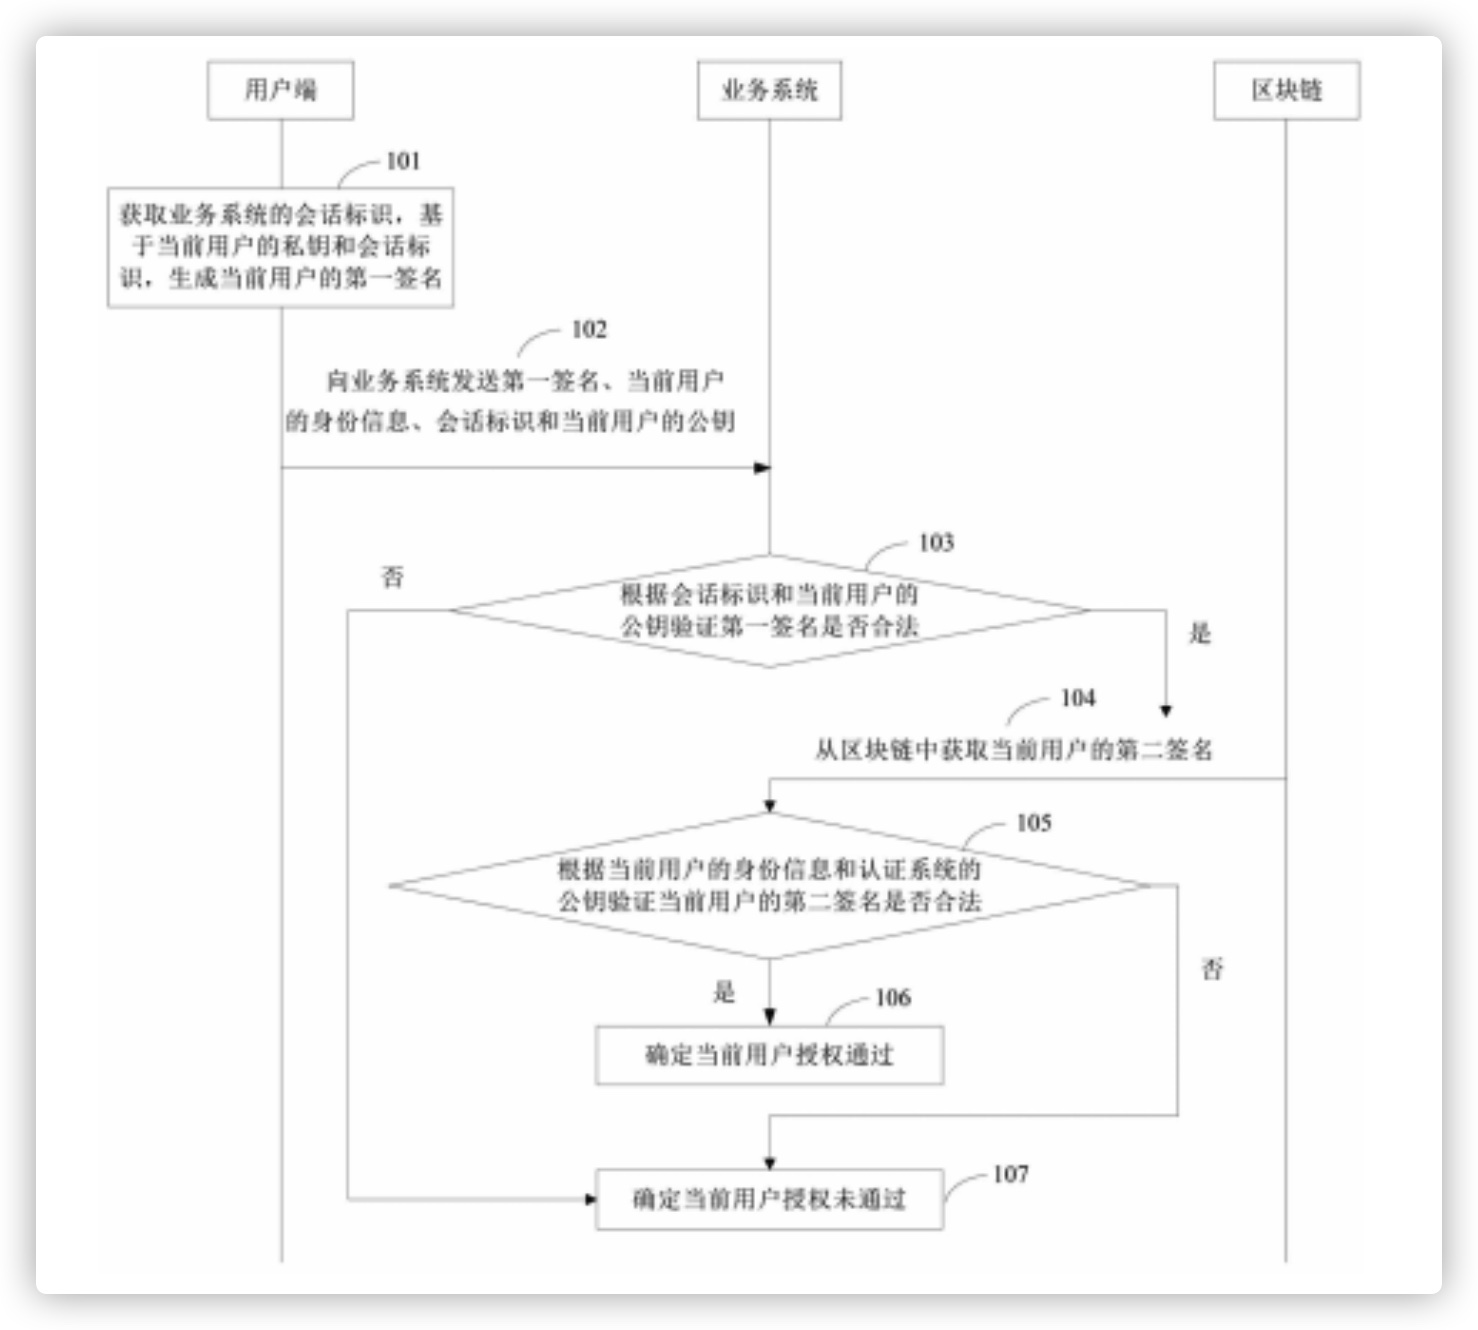 用户端
业务系统
区块链
101
获取业务系统的会话标识，基
于当前用户的私钥和会话标
识，生成当前用户的第一签名
102
向业务系统发送第一签名、当前用户
的身份信息、会话标识和当前用户的公钥
103
否
根据会话标识和当前用户的
公钥验证第一签名是否合法
是
104
从区块链中获取当前用户的第二签名
105
根据当前用户的身份信息和认证系统的
公钥验证当前用户的第二签名是否合法
否
是
106
确定当前用户授权通过
107
确定当前用户授权未通过